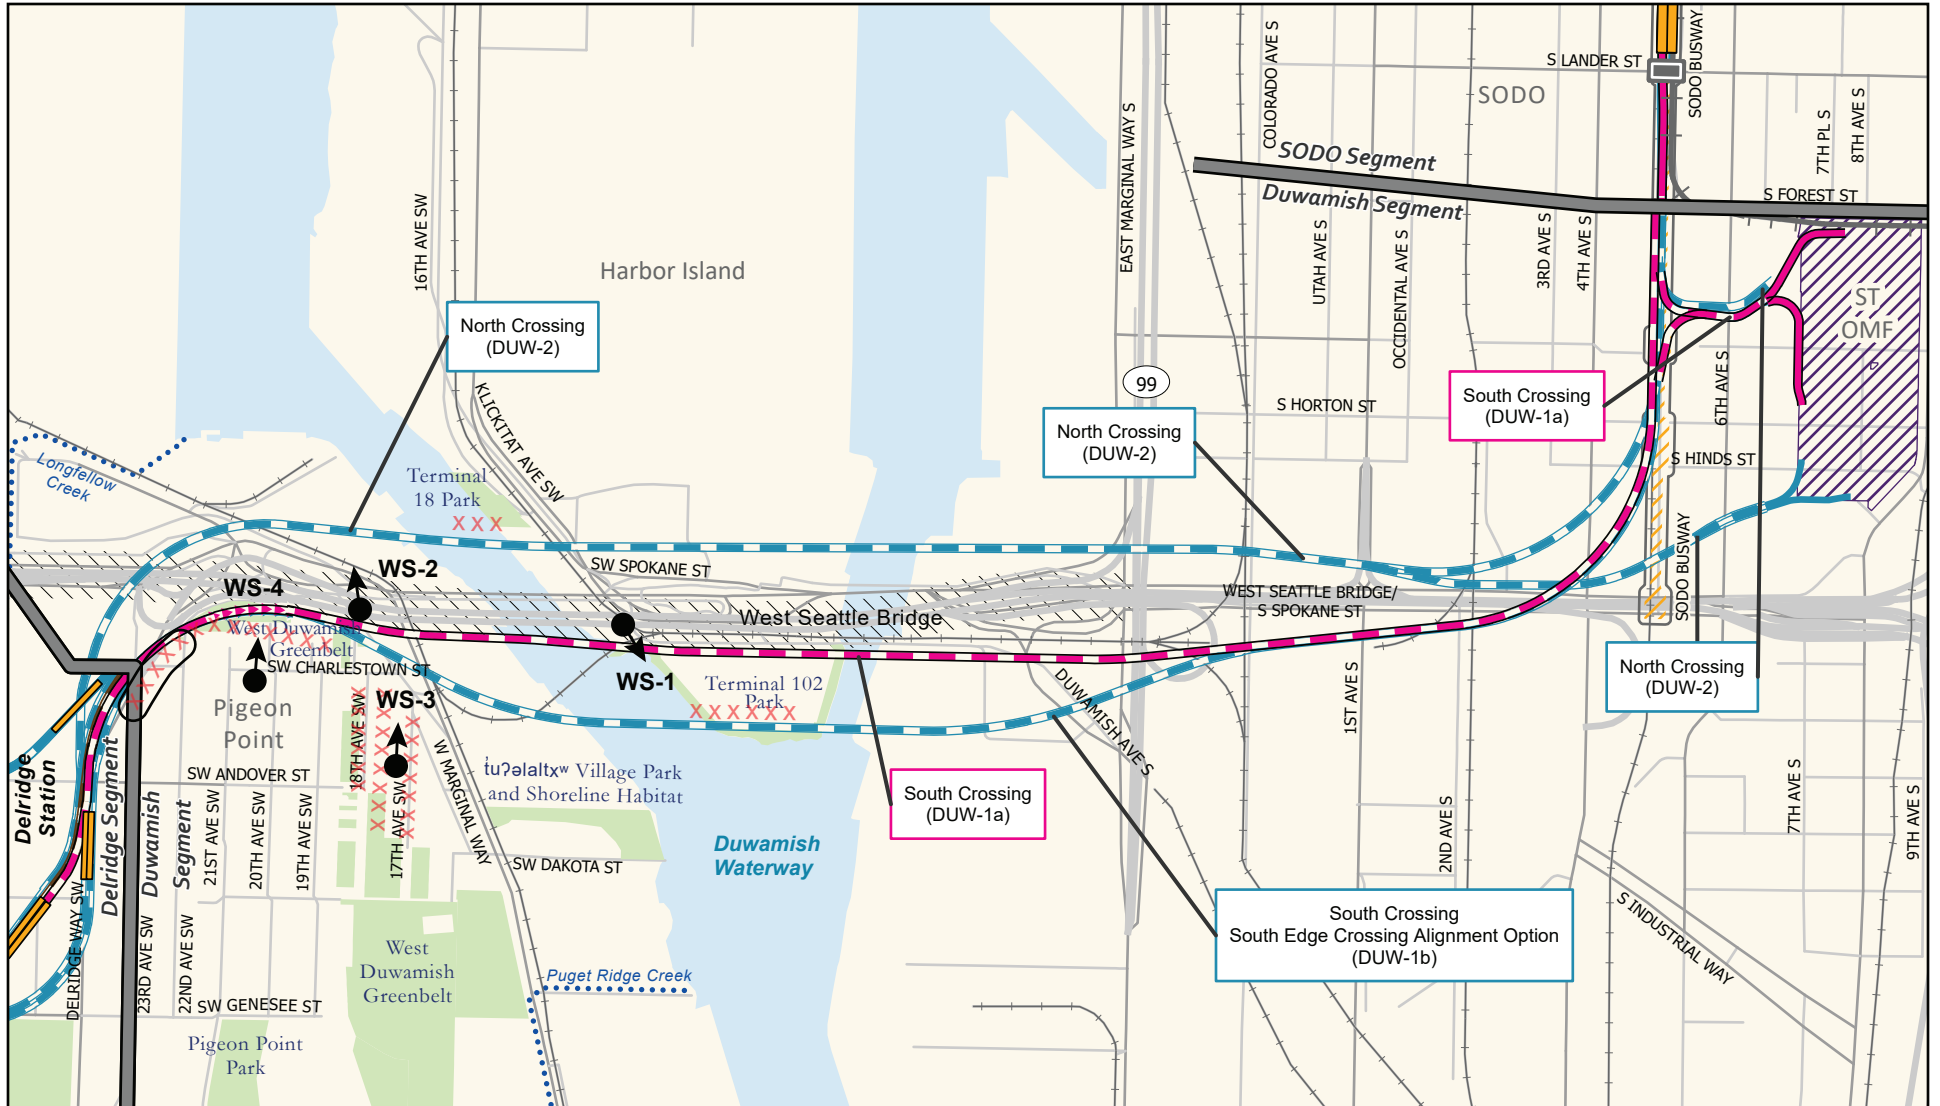 S LANDER ST
SODO BUSWAY
SODO
COLORADO AVE S
EAST MARGINAL WAY S
7TH PL S
8TH AVE S
SODO Segment
Duwamish Segment
S FOREST ST
16TH AVE SW
Harbor Island
UTAH AVE S
OCCIDENTAL AVE S
3RD AVE S
4TH AVE S
ST
OMF
North Crossing
(DUW-2)
99
KLICKITAT AVE SW
South Crossing
(DUW-1a)
6TH AVE S
S HORTON ST
North Crossing
(DUW-2)
S HINDS ST
Longfellow
Creek
Terminal
18 Park
X X X
SODO BUSWAY
SW SPOKANE ST
WS-2
WS-4
WEST SEATTLE BRIDGE/
S SPOKANE ST
West Seattle Bridge
West Duwamish
Greenbelt
SW CHARLESTOWN ST
WS-1
WS-3
Terminal 102
Park
X X X X X X
DUWAMISH AVE S
1ST AVE S
North Crossing
(DUW-2)
Pigeon
Point
18TH AVE SW
W MARGINAL WAY
Delridge
Station
Delridge Segment
Duwamish
Segment
SW ANDOVER ST
t̓uʔəlaltxʷ Village Park
and Shoreline Habitat
South Crossing
(DUW-1a)
21ST AVE SW
20TH AVE SW
19TH AVE SW
17TH AVE SW
2ND AVE S
7TH AVE S
9TH AVE S
Duwamish
Waterway
SW DAKOTA ST
DELRIDGE WAY SW
23RD AVE SW
22ND AVE SW
West
Duwamish
Greenbelt
South Crossing
South Edge Crossing Alignment Option
(DUW-1b)
S INDUSTRIAL WAY
Puget Ridge Creek
SW GENESEE ST
Pigeon Point
Park